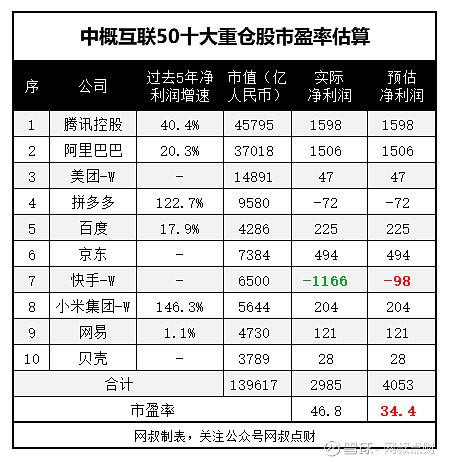 中概互联50十大重仓股市盈率估算
序 公司 过去5年净利润增速 市值（亿人民币） 实际净利润 预估净利润
1 腾讯控股 40.4% 45795 1598 1598
2 阿里巴巴 20.3% 37018 1506 1506
3 美团-W - 14891 47 47
4 拼多多 122.7% 9580 -72 -72
5 百度 17.9% 4286 225 225
6 京东 - 7384 494 494
7 快手-W - 6500 -1166 -98
8 小米集团-W 146.3% 5644 204 204
9 网易 1.1% 4730 121 121
10 贝壳 - 3789 28 28
合计 139617 2985 4053
市盈率 46.8 34.4
网叔制表，关注公众号网叔点财
雪球：网叔点财